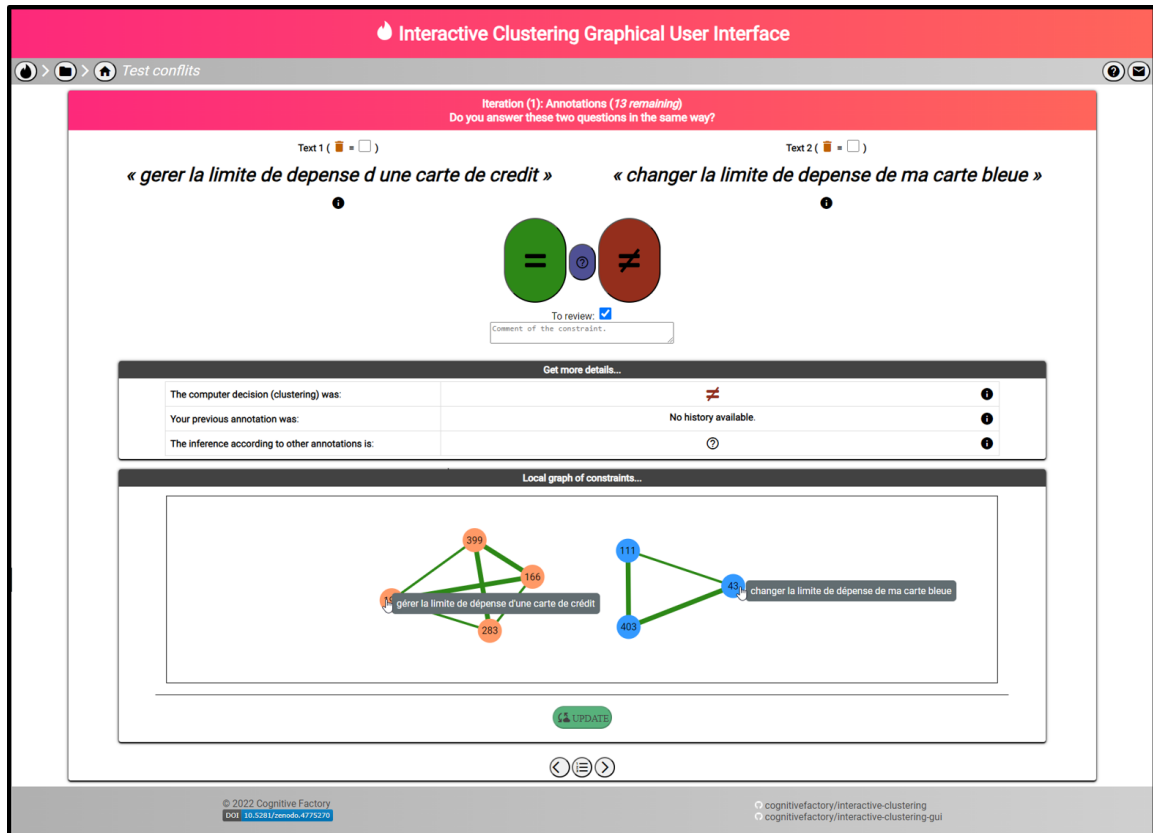 Interactive Clustering Graphical User Interface
> > Test conflits
Iteration (1): Annotations (13 remaining)
Do you answer these two questions in the same way?
Text 1 ( = )
Text 2 ( = )
« gerer la limite de depense d une carte de credit »
« changer la limite de depense de ma carte bleue »
= ? ≠
To review:
Comment of the constraint.
Get more details...
The computer decision (clustering) was: ≠
Your previous annotation was: No history available.
The inference according to other annotations is: ?
Local graph of constraints...
399
111
166
43
changer la limite de dépense de ma carte bleue
gérer la limite de dépense d'une carte de crédit
283
403
UPDATE
© 2022 Cognitive Factory
DOI 10.5281/zenodo.4775270
cognitivefactory/interactive-clustering
cognitivefactory/interactive-clustering-gui